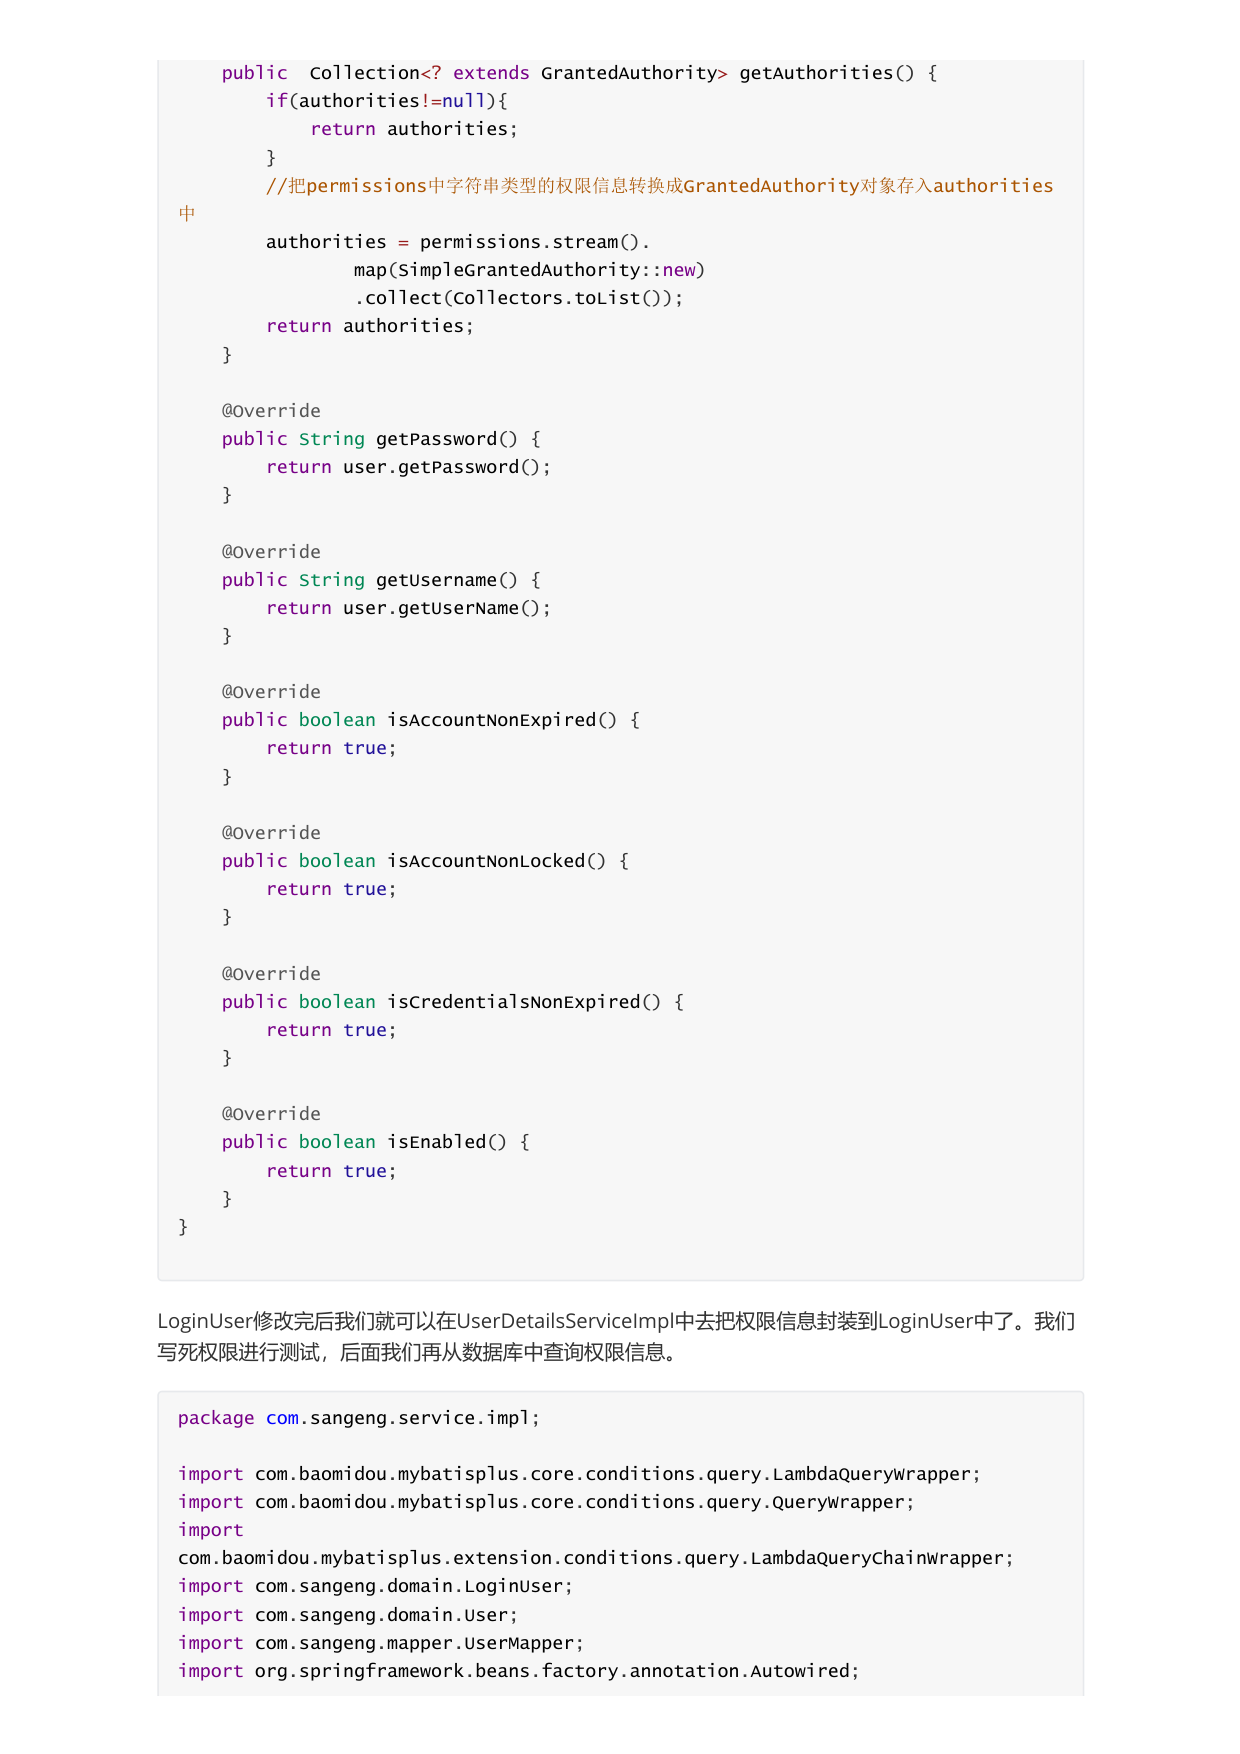 public  Collection<? extends GrantedAuthority> getAuthorities() {
if(authorities!=null){
return authorities;
}
//把permissions中字符串类型的权限信息转换成GrantedAuthority对象存入authorities
中
authorities = permissions.stream().
map(SimpleGrantedAuthority::new)
.collect(Collectors.toList());
return authorities;
}
@Override
public String getPassword() {
return user.getPassword();
}
@Override
public String getUsername() {
return user.getUserName();
}
@Override
public boolean isAccountNonExpired() {
return true;
}
@Override
public boolean isAccountNonLocked() {
return true;
}
@Override
public boolean isCredentialsNonExpired() {
return true;
}
@Override
public boolean isEnabled() {
return true;
}
}
LoginUser修改完后我们就可以在UserDetailsServiceImpl中去把权限信息封装到LoginUser中了。我们
写死权限进行测试，后面我们再从数据库中查询权限信息。
package com.sangeng.service.impl;
import com.baomidou.mybatisplus.core.conditions.query.LambdaQueryWrapper;
import com.baomidou.mybatisplus.core.conditions.query.QueryWrapper;
import
com.baomidou.mybatisplus.extension.conditions.query.LambdaQueryChainWrapper;
import com.sangeng.domain.LoginUser;
import com.sangeng.domain.User;
import com.sangeng.mapper.UserMapper;
import org.springframework.beans.factory.annotation.Autowired;